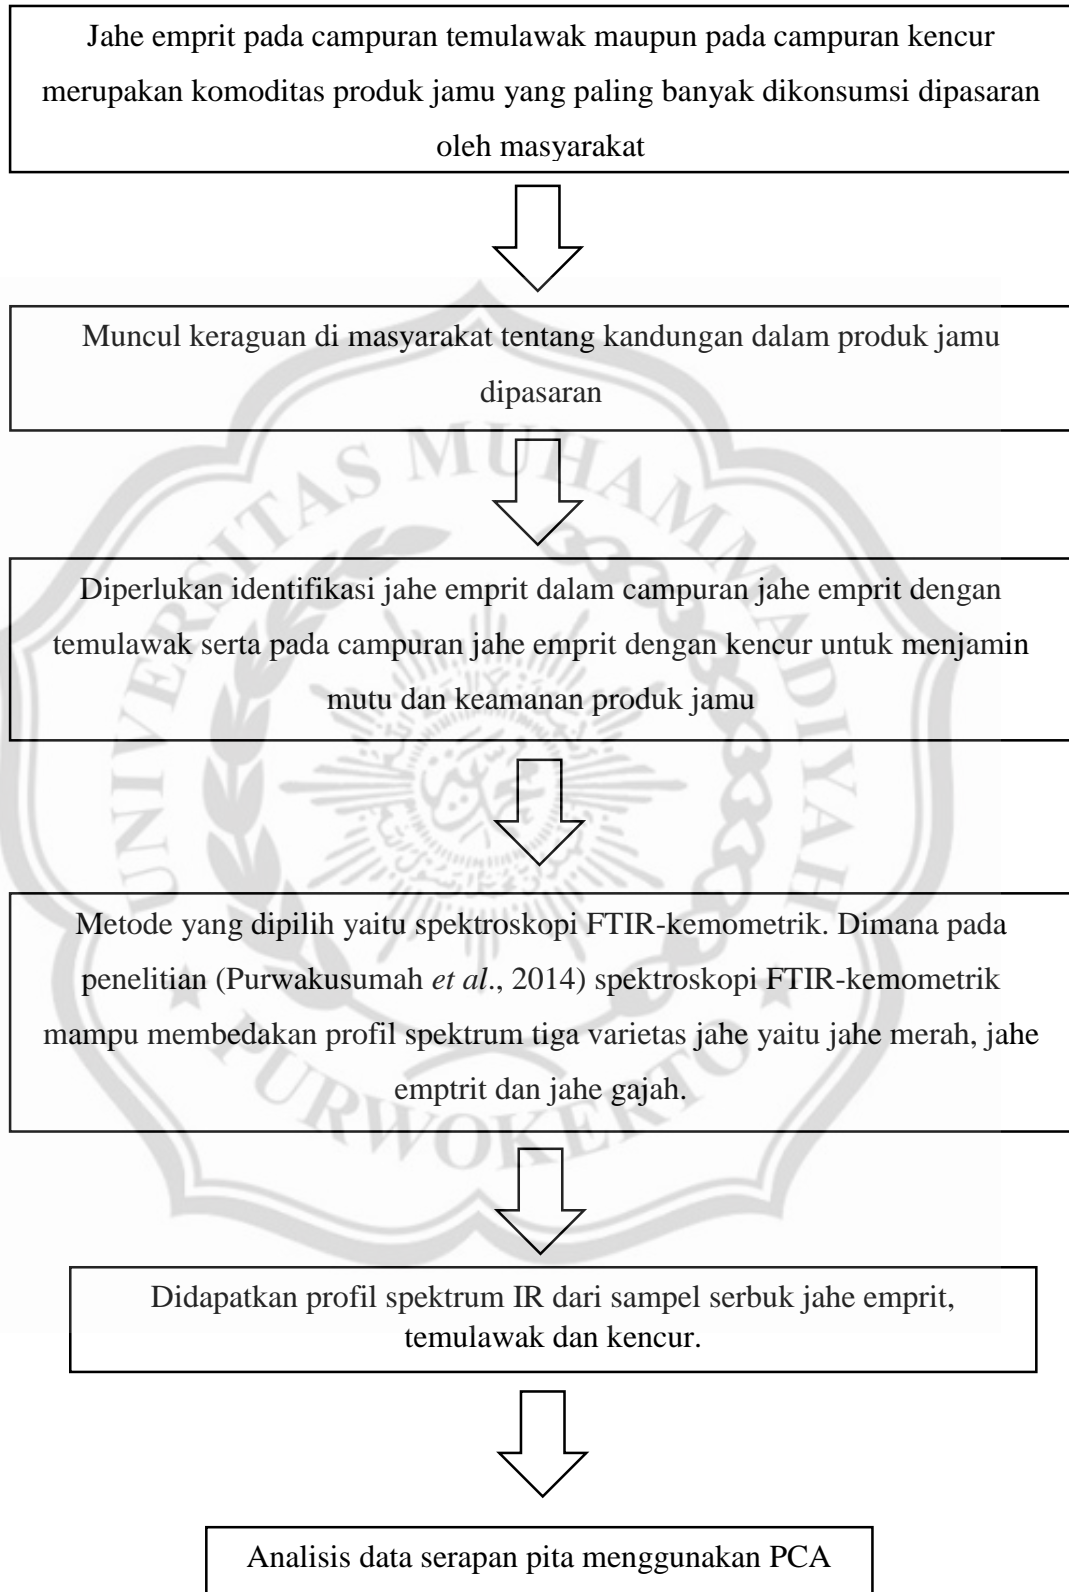 Jahe emprit pada campuran temulawak maupun pada campuran kencur
merupakan komoditas produk jamu yang paling banyak dikonsumsi dipasaran
oleh masyarakat
Muncul keraguan di masyarakat tentang kandungan dalam produk jamu
dipasaran
UNIVERSITAS MUHAMMADIYAH
Diperlukan identifikasi jahe emprit dalam campuran jahe emprit dengan
temulawak serta pada campuran jahe emprit dengan kencur untuk menjamin
mutu dan keamanan produk jamu
Metode yang dipilih yaitu spektroskopi FTIR-kemometrik. Dimana pada
penelitian (Purwakusumah et al., 2014) spektroskopi FTIR-kemometrik
mampu membedakan profil spektrum tiga varietas jahe yaitu jahe merah, jahe
emptrit dan jahe gajah.
PURWOKERTO
Didapatkan profil spektrum IR dari sampel serbuk jahe emprit,
temulawak dan kencur.
Analisis data serapan pita menggunakan PCA